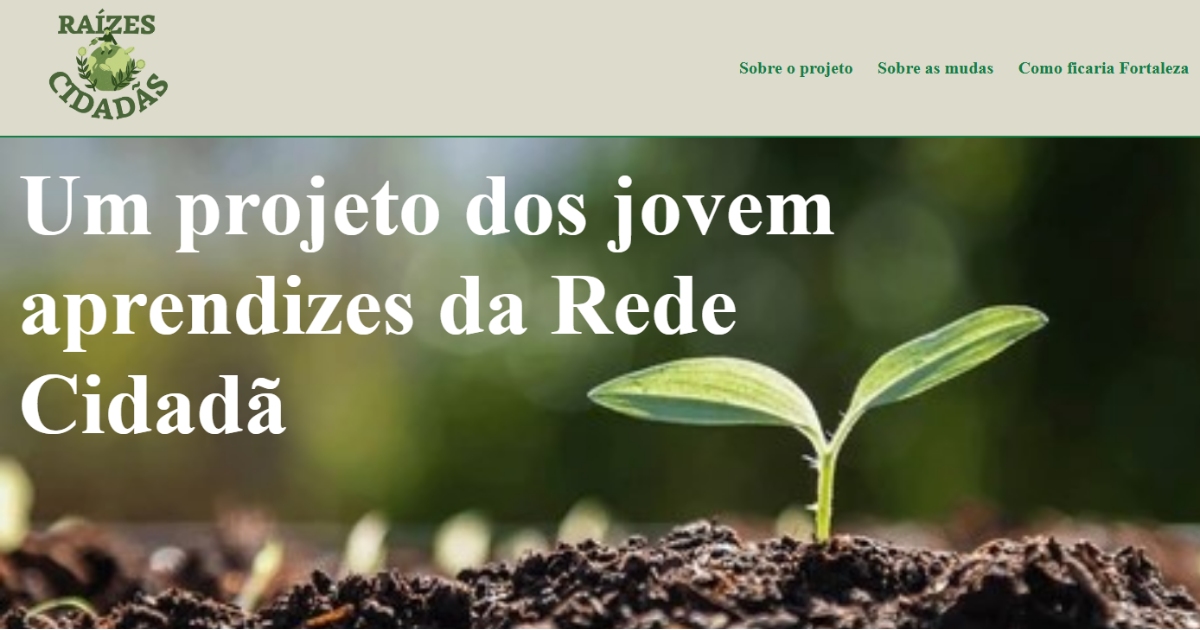 RAÍZES
CIDADÃS
Sobre o projeto Sobre as mudas Como ficaria Fortaleza
Um projeto dos jovem
aprendizes da Rede
Cidadã